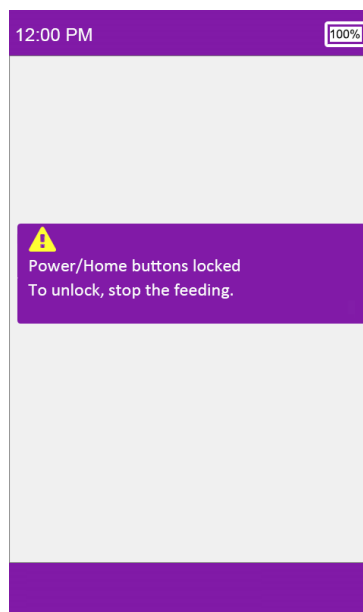 12:00 PM
100%
Power/Home buttons locked
To unlock, stop the feeding.